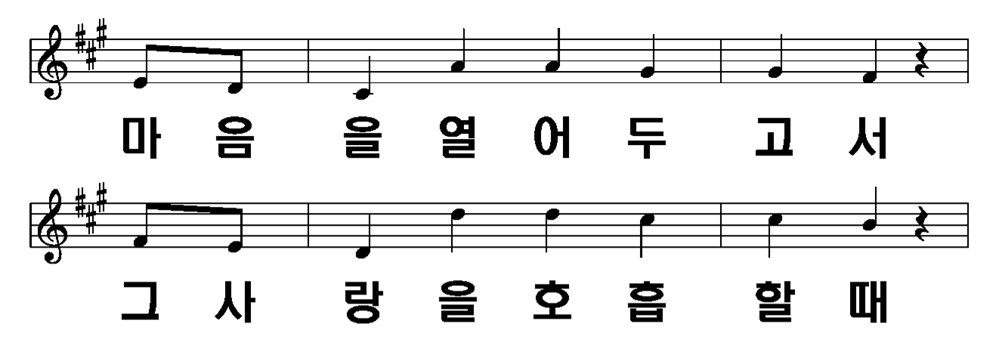 마 음 을 열 어 두 고 서
그 사 랑 을 호 흡 할 때